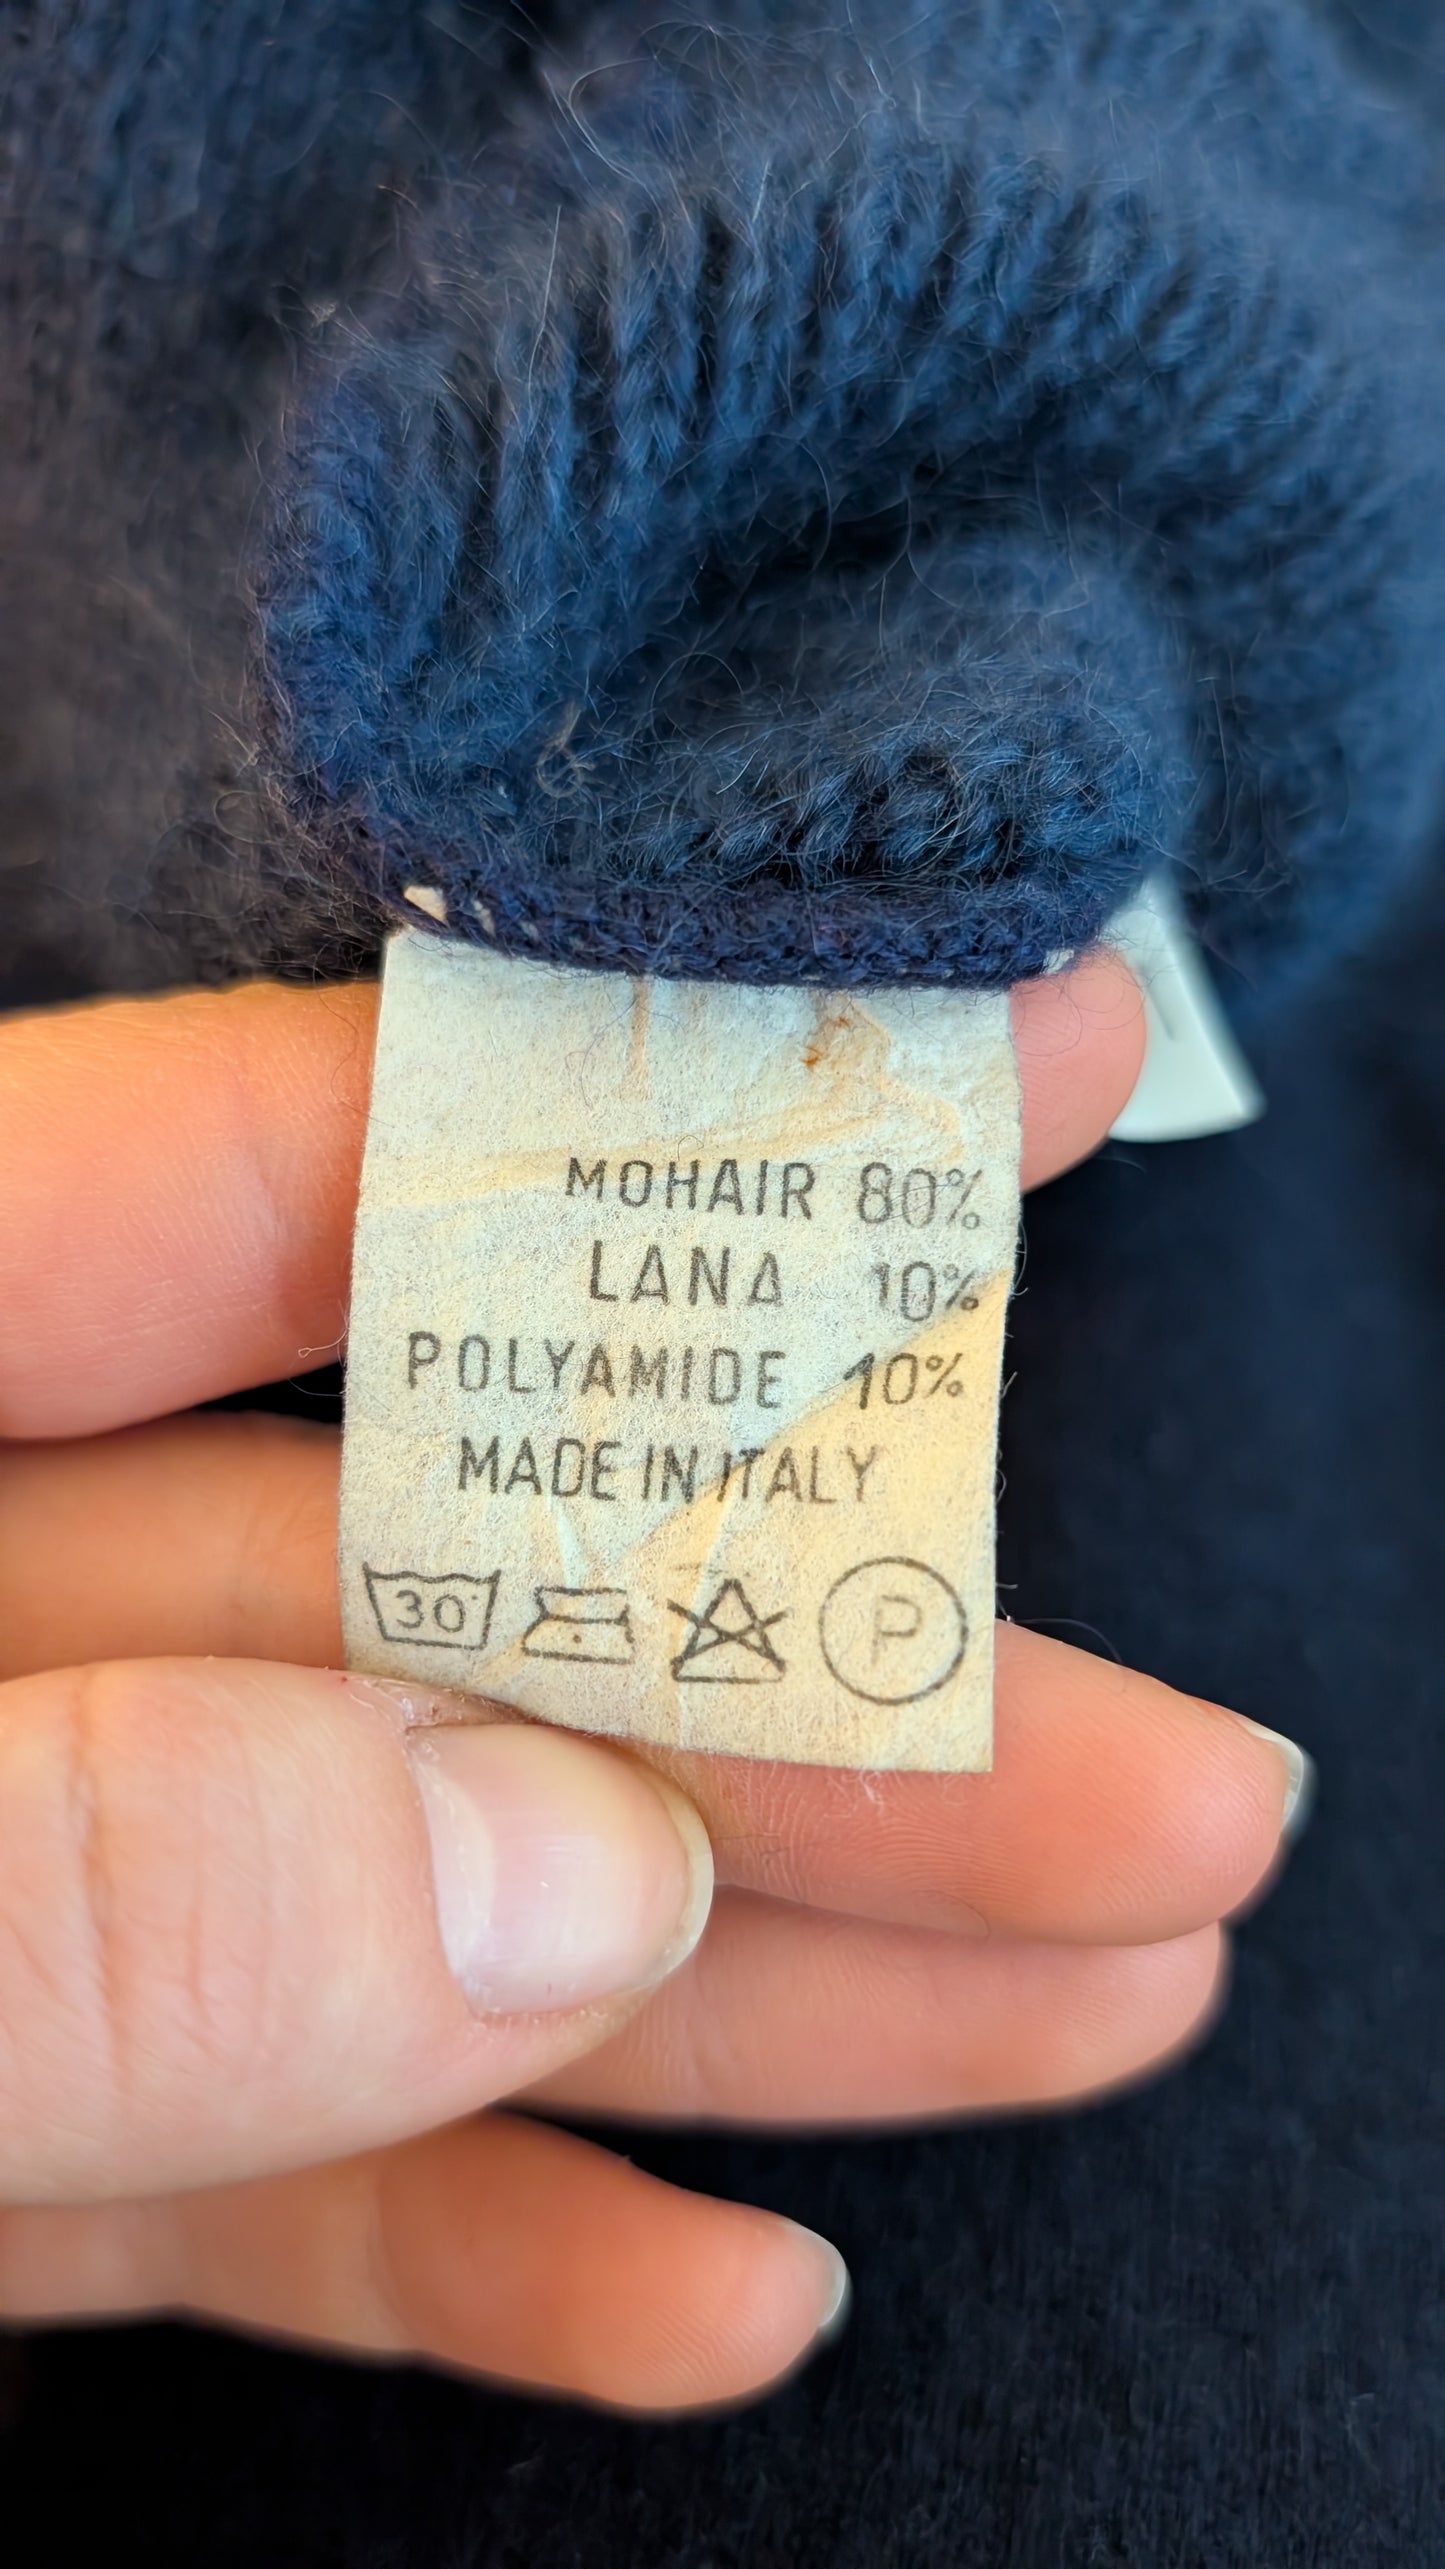 MOHAIR 80%
LANA 10%
POLYAMIDE 10%
MADE IN ITALY
30° P